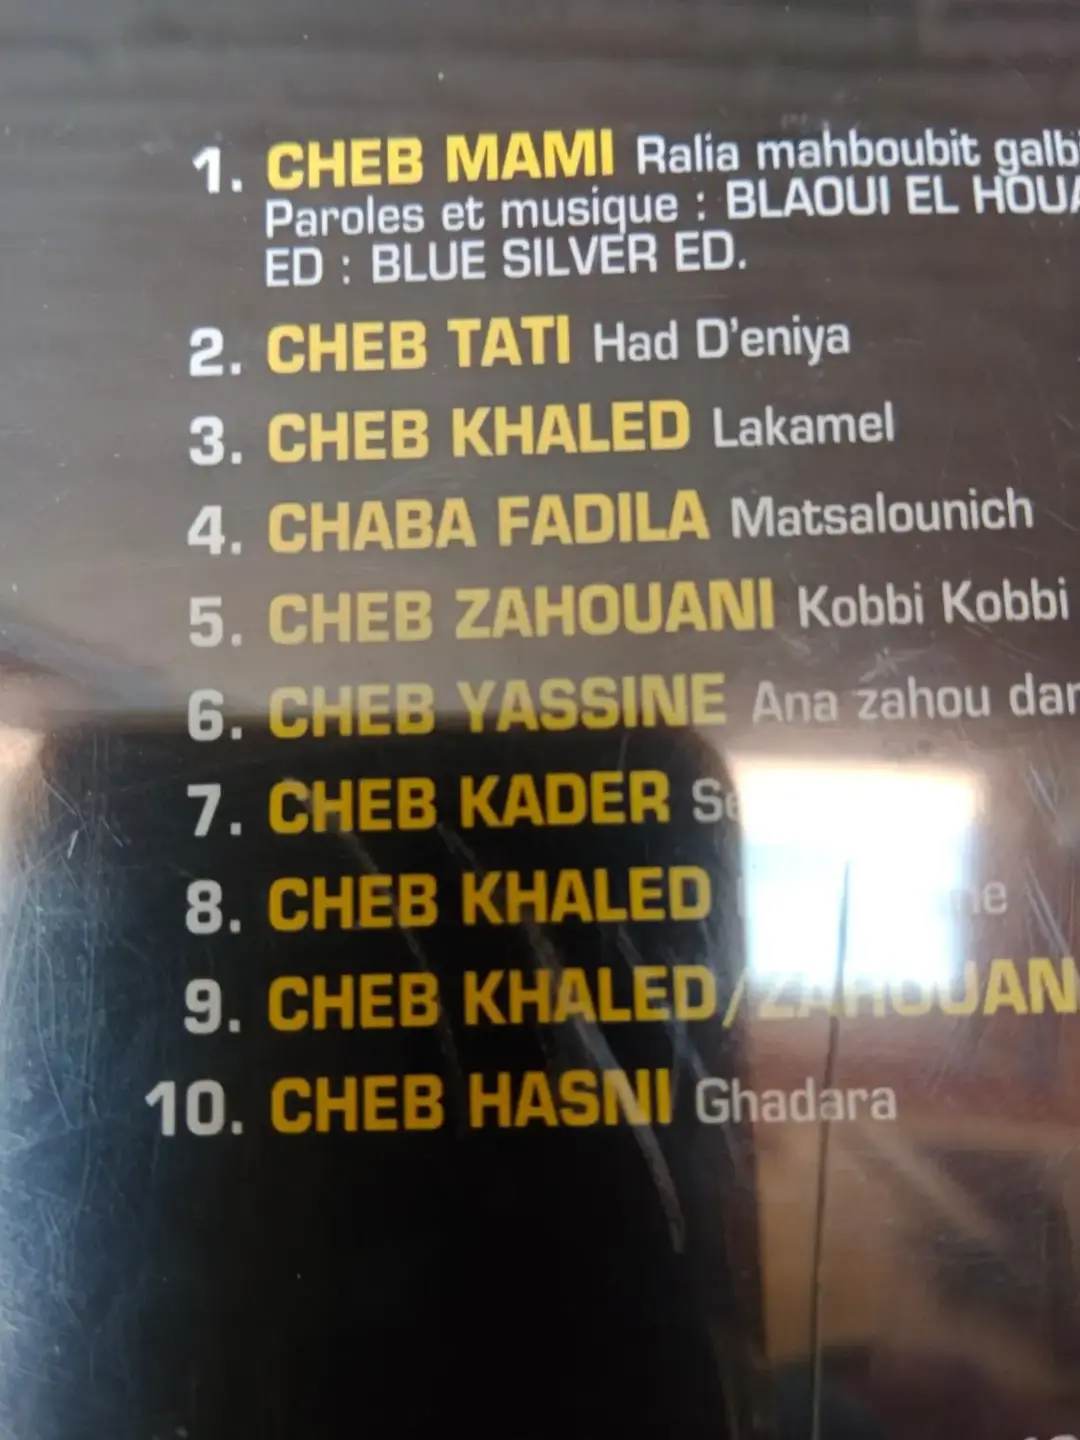 1. CHEB MAMI Ralia mahboubit galbi
Paroles et musique : BLAOUI EL HOUA
ED : BLUE SILVER ED.
2. CHEB TATI Had D'eniya
3. CHEB KHALED Lakamel
4. CHABA FADILA Matsalounich
5. CHEB ZAHOUANI Kobbi Kobbi
6. CHEB YASSINE Ana zahou dar
7. CHEB KADER
8. CHEB KHALED
9. CHEB KHALED/ZAHOUAN
10. CHEB HASNI Ghadara